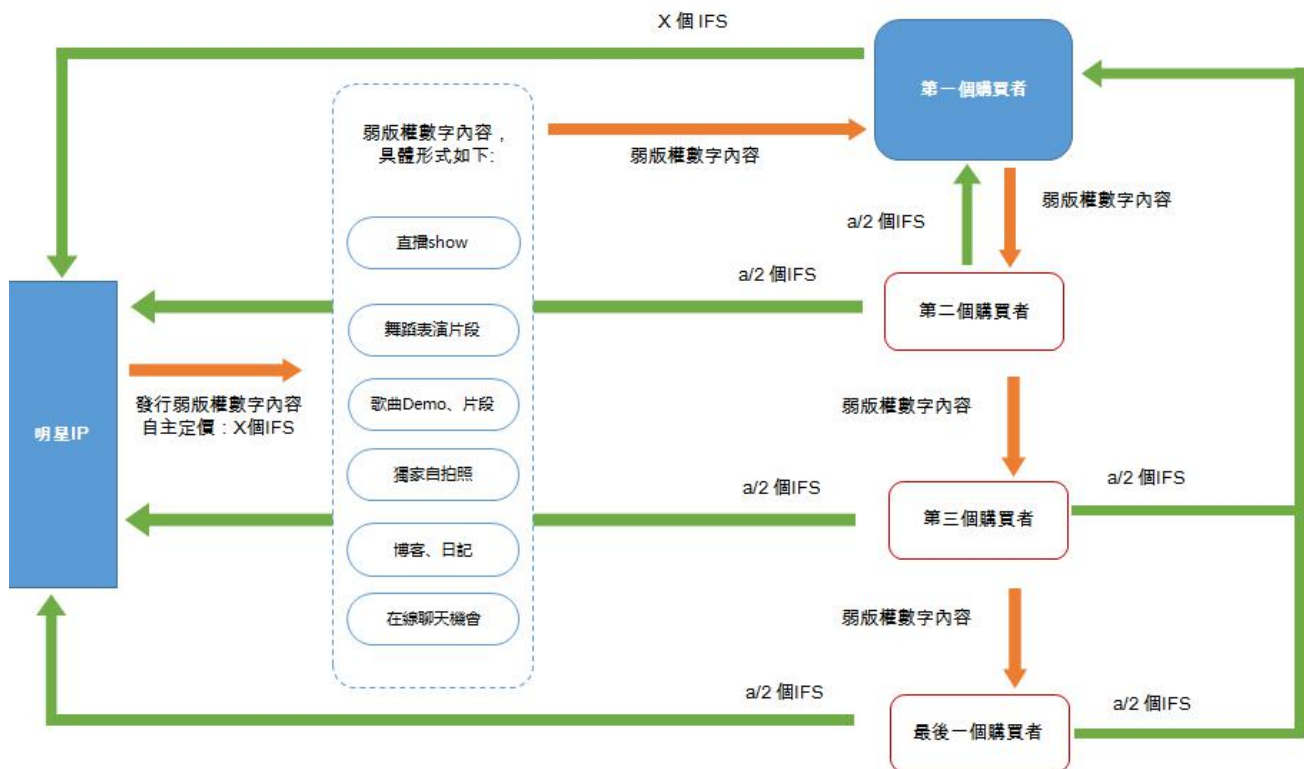 X 個 IFS
第一個購買者
弱版權數字內容，
具體形式如下:
弱版權數字內容
弱版權數字內容
直播show
a/2 個IFS
a/2 個IFS
第二個購買者
舞蹈表演片段
發行弱版權數字內容
自主定價：X個IFS
明星IP
歌曲Demo、片段
弱版權數字內容
獨家自拍照
a/2 個IFS
a/2 個IFS
第三個購買者
博客、日記
在線聊天機會
弱版權數字內容
a/2 個IFS
a/2 個IFS
最後一個購買者